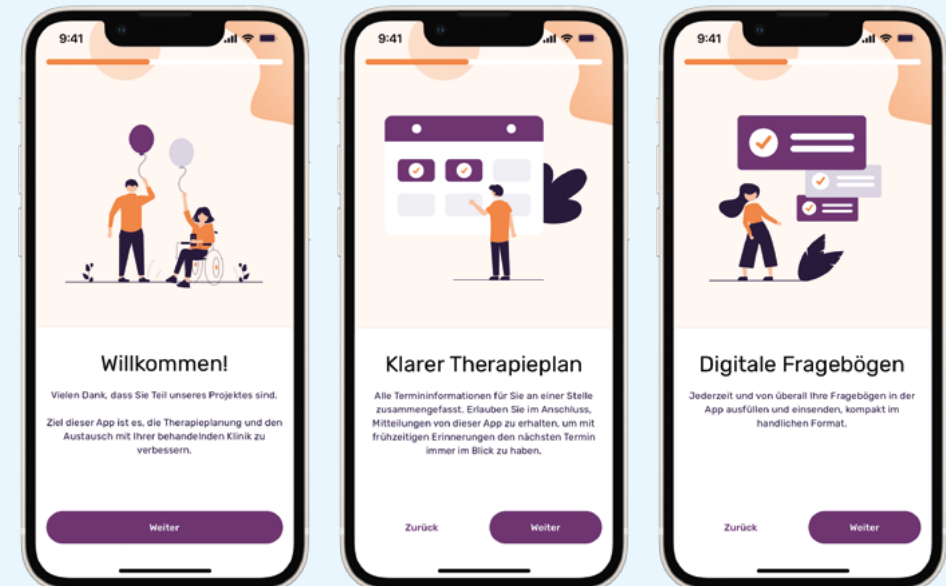 9:41
Willkommen!
Vielen Dank, dass Sie Teil unseres Projektes sind.
Ziel dieser App ist es, die Therapieplanung und den
Austausch mit Ihrer behandelnden Klinik zu
verbessern.
Weiter
9:41
Klarer Therapieplan
Alle Termininformationen für Sie an einer Stelle
zusammengefasst. Erlauben Sie im Anschluss,
Mitteilungen von dieser App zu erhalten, um mit
frühzeitigen Erinnerungen den nächsten Termin
immer im Blick zu haben.
Zurück
Weiter
9:41
Digitale Fragebögen
Jederzeit und von überall Ihre Fragebögen in der
App ausfüllen und einsenden, kompakt im
handlichen Format.
Zurück
Weiter